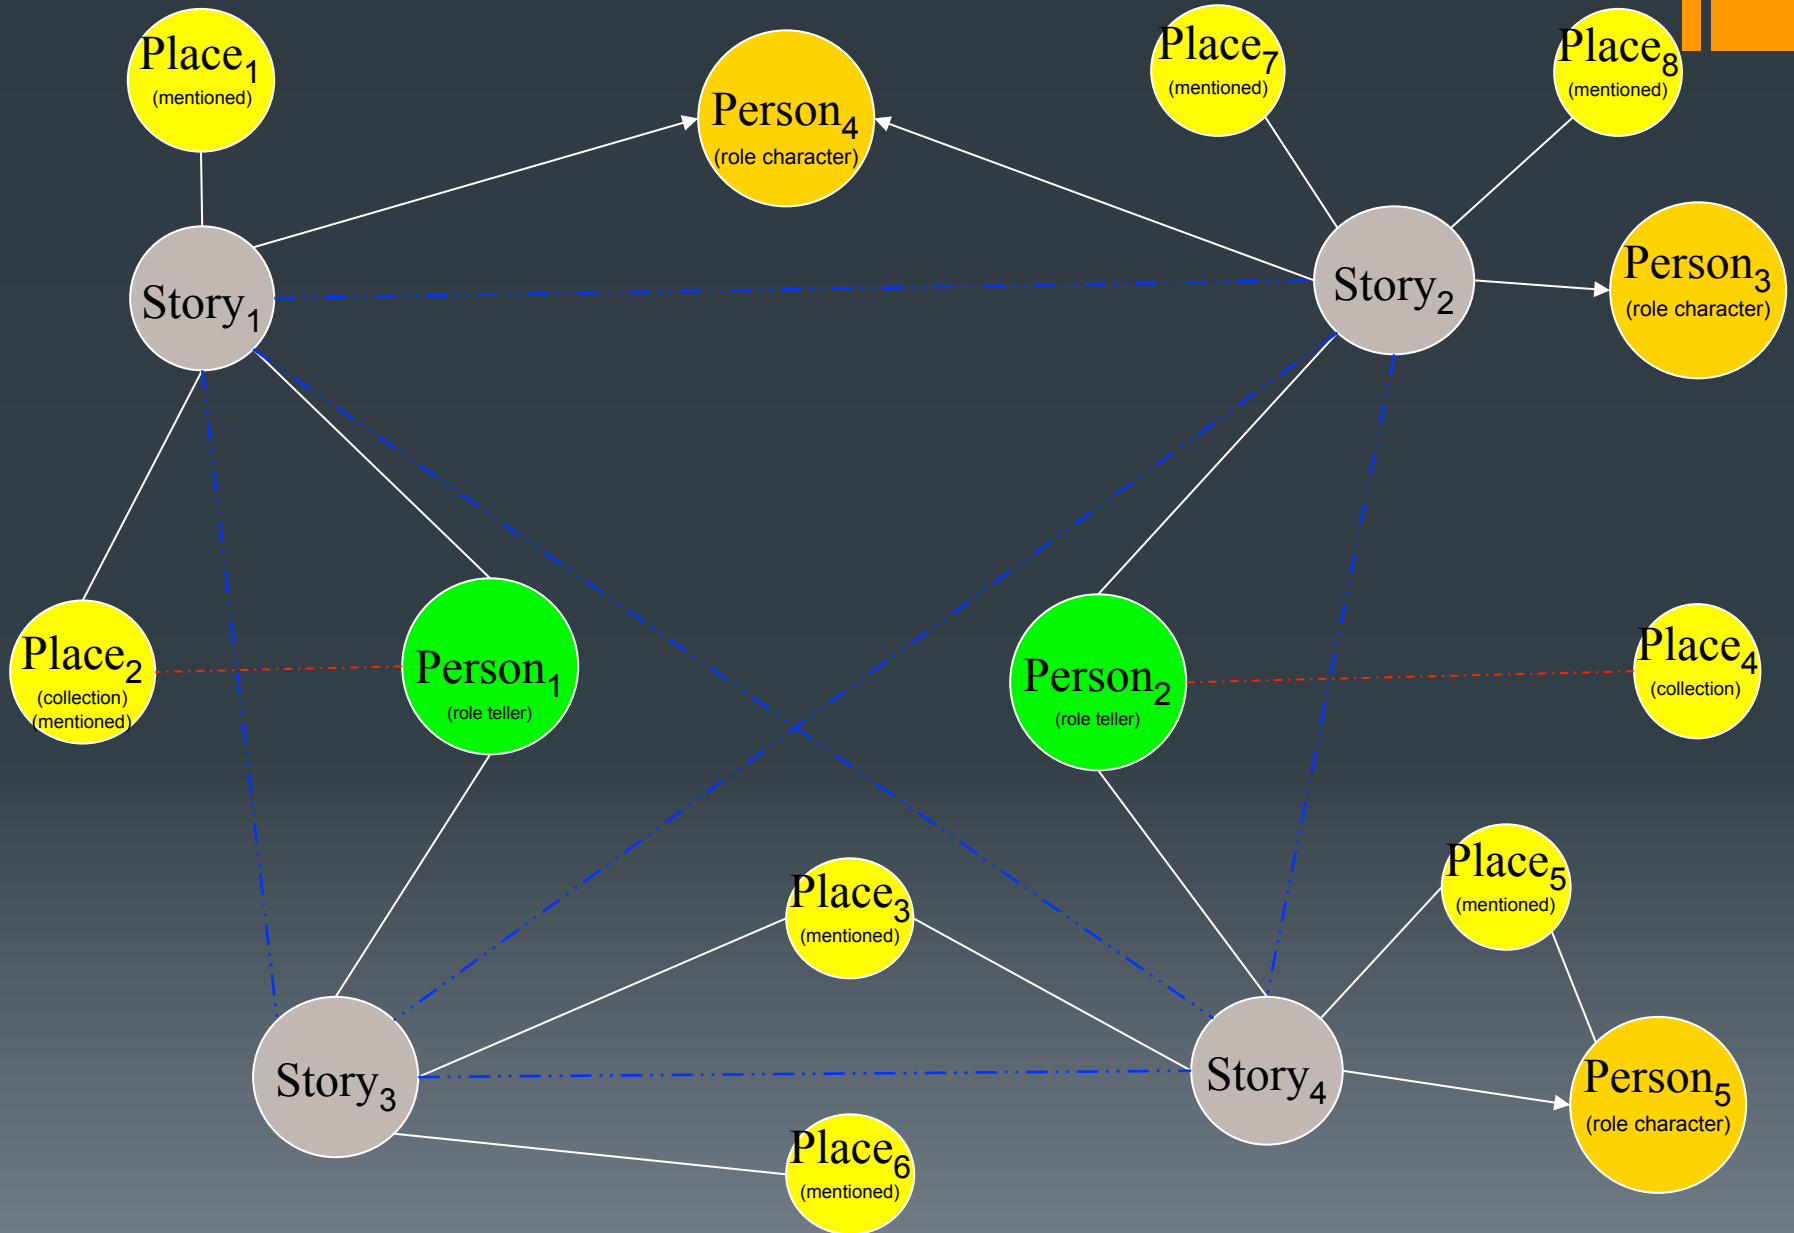 Place₁
(mentioned)
Person₄
(role character)
Place₇
(mentioned)
Place₈
(mentioned)
Story₁
Story₂
Person₃
(role character)
Place₂
(collection)
(mentioned)
Person₁
(role teller)
Person₂
(role teller)
Place₄
(collection)
Place₃
(mentioned)
Place₅
(mentioned)
Story₃
Story₄
Person₅
(role character)
Place₆
(mentioned)